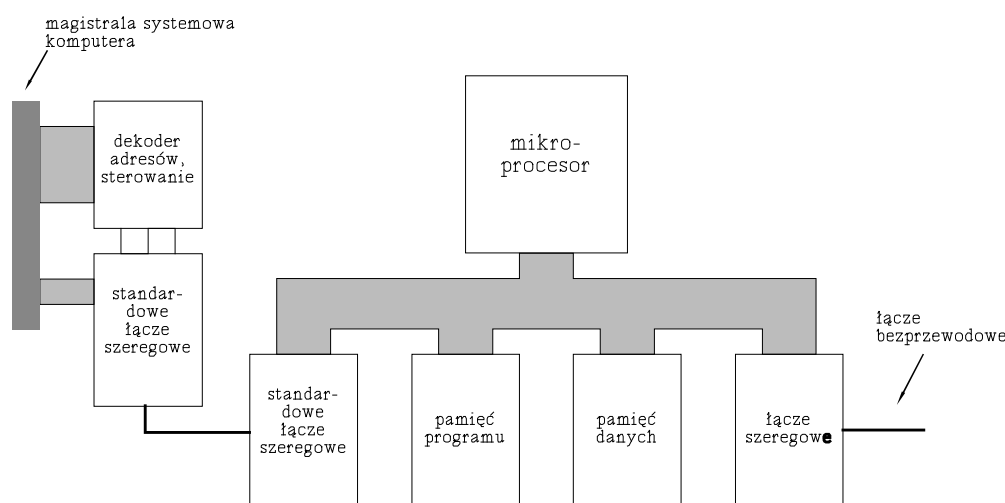 magistrala systemowa
komputera
dekoder
adresów,
sterowanie
mikro-
procesor
standar-
dowe
łącze
szeregowe
łącze
bezprzewodowe
standar-
dowe
łącze
szeregowe
pamięć
programu
pamięć
danych
łącze
szeregowe